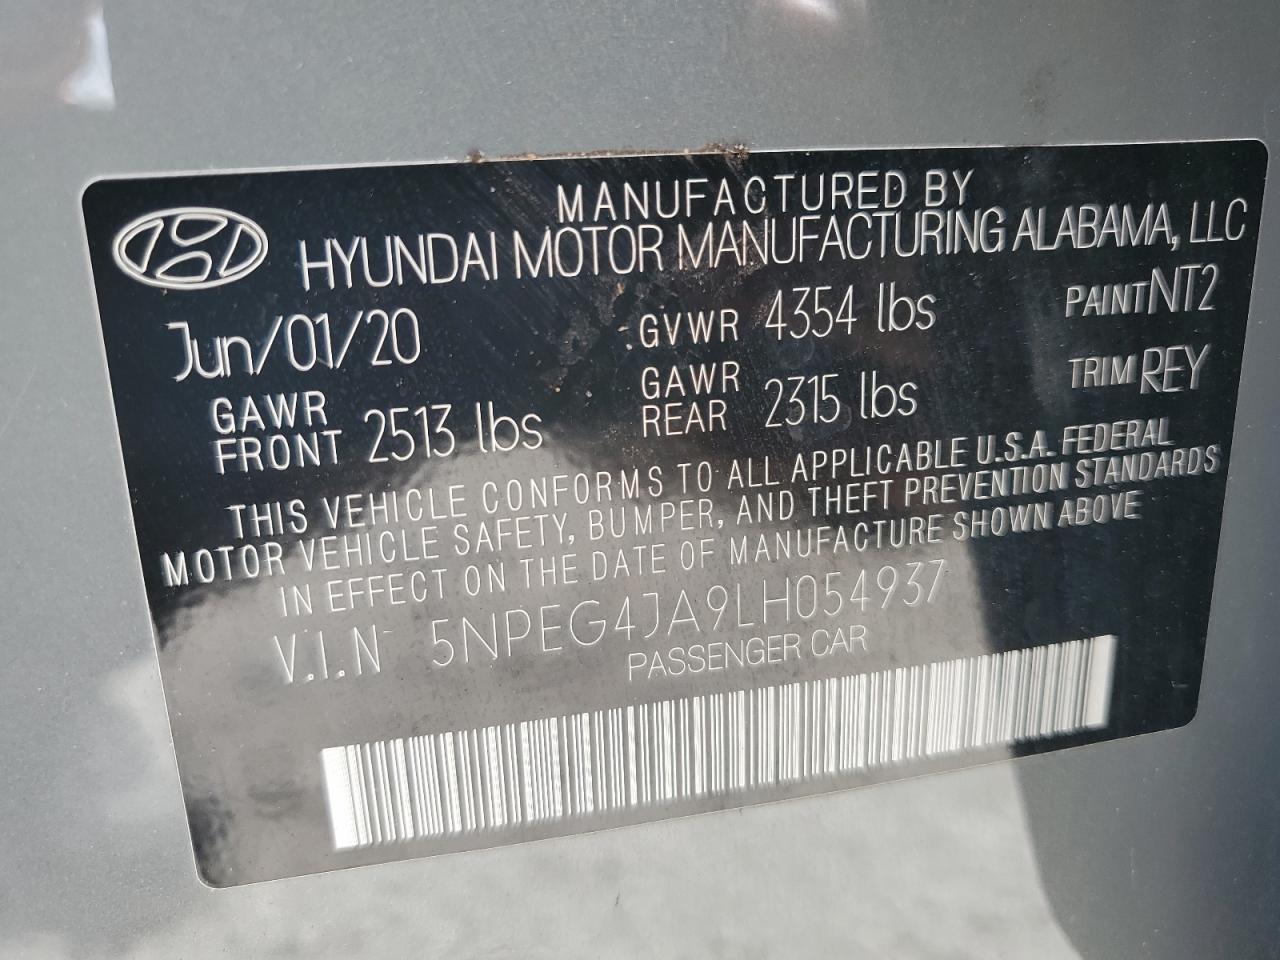 MANUFACTURED BY
HYUNDAI MOTOR MANUFACTURING ALABAMA, LLC
Jun/01/20 GVWR 4354 lbs PAINT NT2
GAWR FRONT 2513 lbs GAWR REAR 2315 lbs TRIM REY
THIS VEHICLE CONFORMS TO ALL APPLICABLE U.S.A. FEDERAL
MOTOR VEHICLE SAFETY, BUMPER, AND THEFT PREVENTION STANDARDS
IN EFFECT ON THE DATE OF MANUFACTURE SHOWN ABOVE
V.I.N 5NPEG4JA9LH054937
PASSENGER CAR